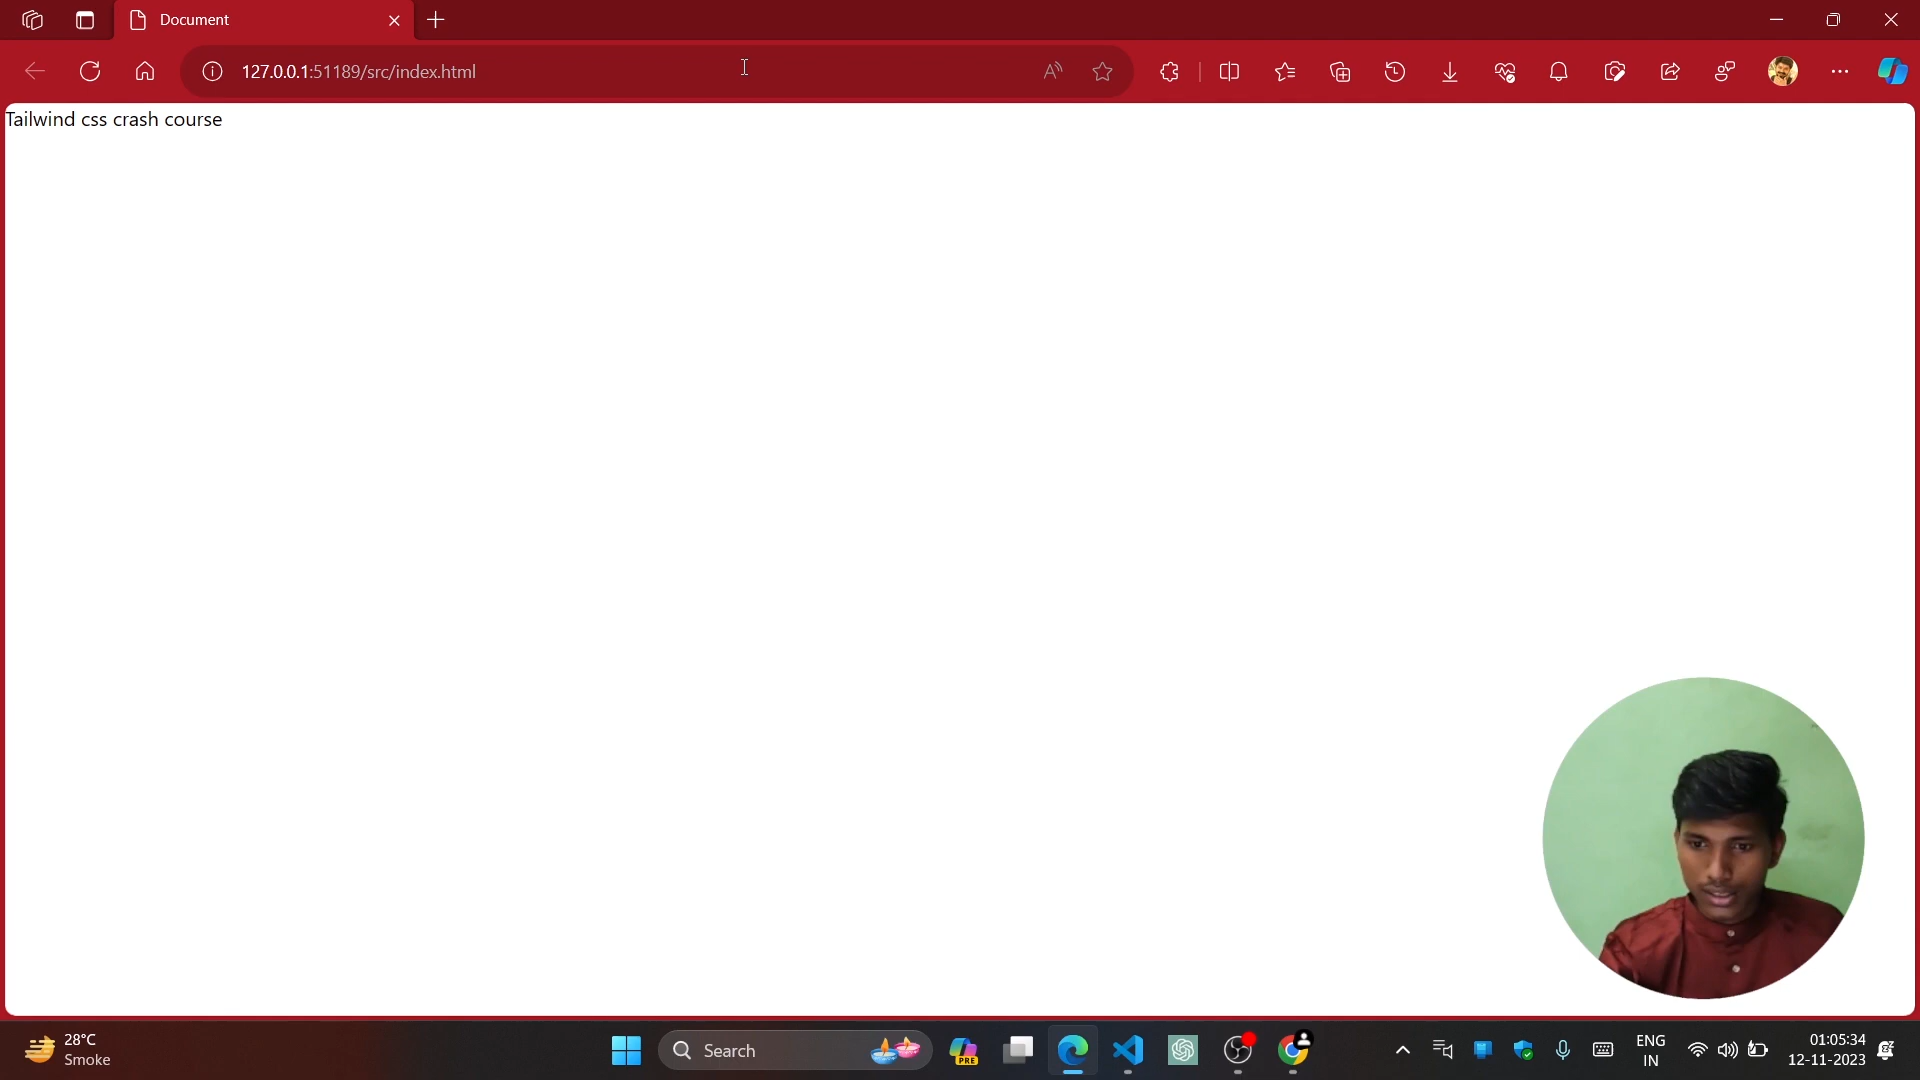 Document
127.0.0.1:51189/src/index.html
Tailwind css crash course
28°C
Smoke
Search
PRE
ENG
IN
01:05:34
12-11-2023